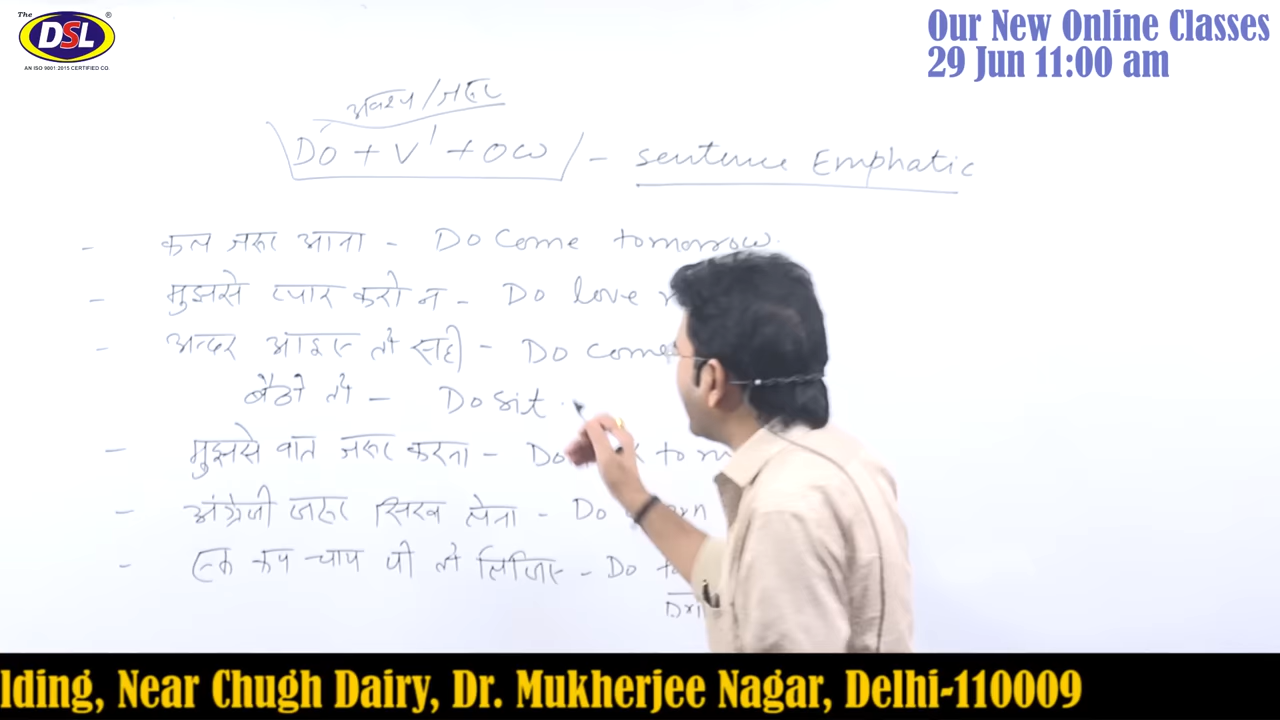 The DSL ®
AN ISO 9001:2015 CERTIFIED CO.
Our New Online Classes
29 Jun 11:00 am
अवश्य/जरूर
Do + V¹ + Ow - sentence Emphatic
- कल जरूर आना - Do Come tomorrow.
- मुझसे प्यार करो न - Do love
- अन्दर आइए तो सही - Do come
बैठो तो - Do sit.
- मुझसे बात जरूर करना - Do to m
- अंग्रेजी जरूर सिख लेना - Do
- एक कप चाय पी तो लिजिए - Do
Dri
lding, Near Chugh Dairy, Dr. Mukherjee Nagar, Delhi-110009